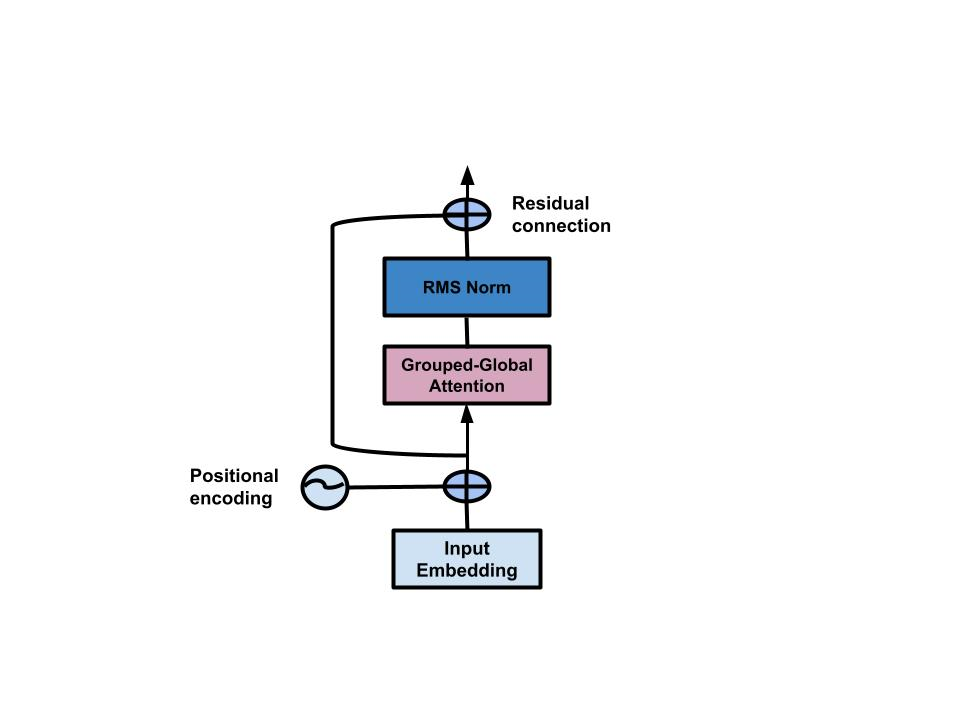 Residual
connection
RMS Norm
Grouped-Global
Attention
Positional
encoding
Input
Embedding